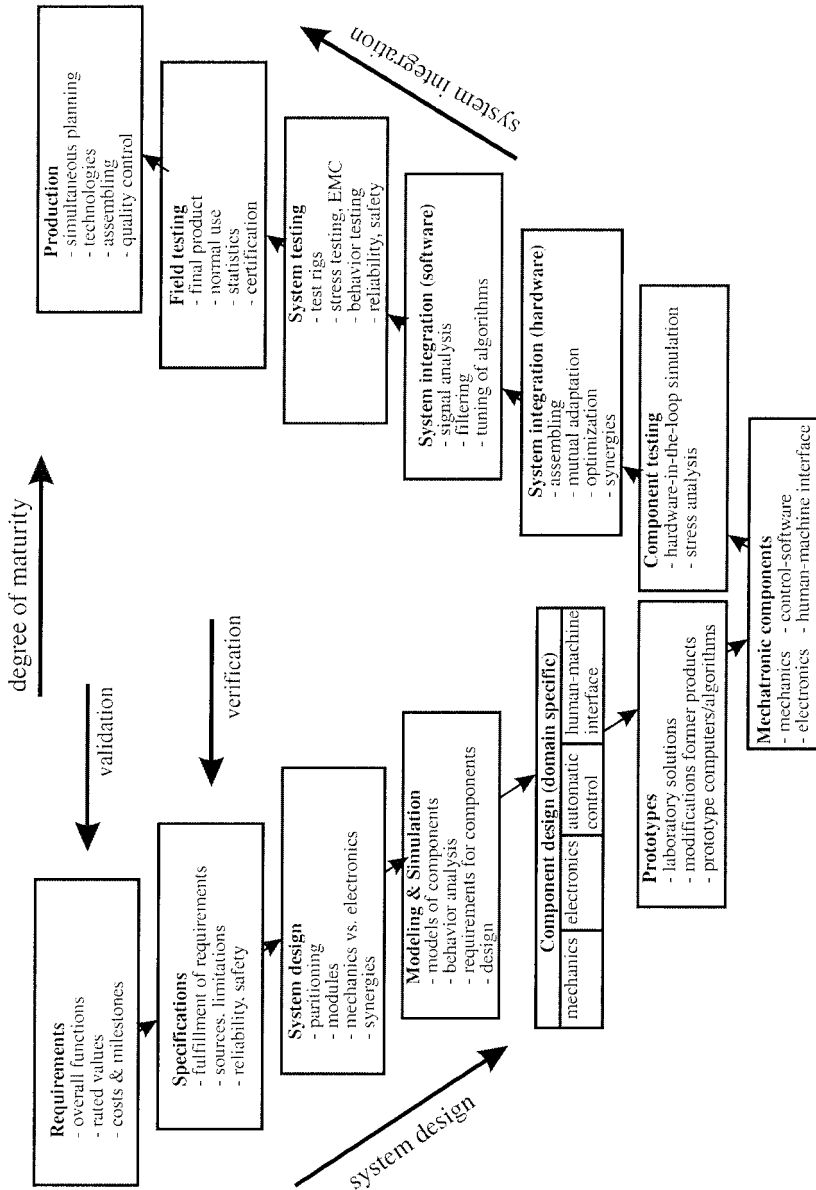 degree of maturity
validation
verification
Requirements
- overall functions
- rated values
- costs & milestones
Specifications
- fulfillment of requirements
- sources, limitations
- reliability, safety
System design
- paritioning
- modules
- mechanics vs. electronics
- synergies
Modeling & Simulation
- models of components
- behavior analysis
- requirements for components
- design
Component design (domain specific)
mechanics
electronics
automatic
control
human-machine
interface
Prototypes
- laboratory solutions
- modifications former products
- prototype computers/algorithms
Mechatronic components
- mechanics - control-software
- electronics - human-machine interface
Component testing
- hardware-in-the-loop simulation
- stress analysis
System integration (hardware)
- assembling
- mutual adaptation
- optimization
- synergies
System integration (software)
- signal analysis
- filtering
- tuning of algorithms
System testing
- test rigs
- stress testing, EMC
- behavior testing
- reliability, safety
Field testing
- final product
- normal use
- statistics
- certification
Production
- simultaneous planning
- technologies
- assembling
- quality control
system design
system integration